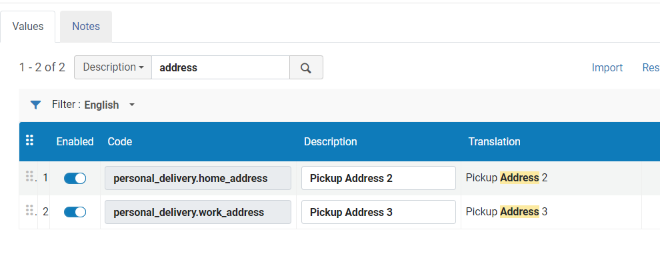 Values Notes
1 - 2 of 2 Description address Import
Filter : English
Enabled Code Description Translation
1 personal_delivery.home_address Pickup Address 2 Pickup Address 2
2 personal_delivery.work_address Pickup Address 3 Pickup Address 3